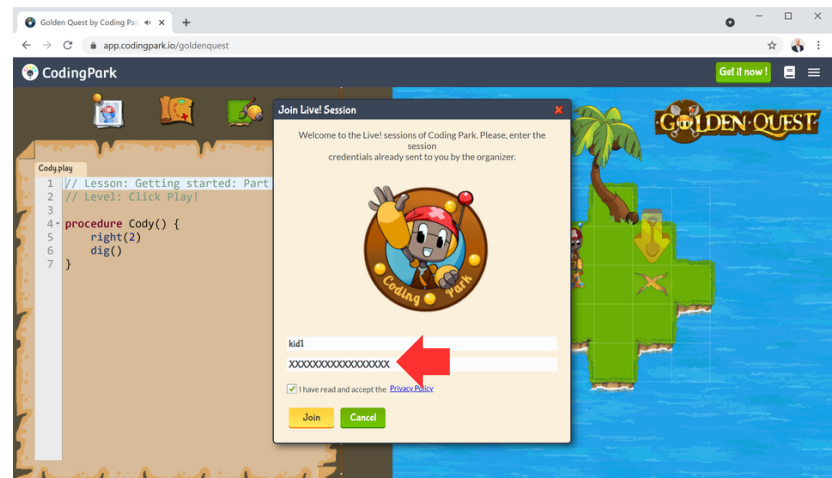 Golden Quest by Coding Par
app.codingpark.io/goldenquest
CodingPark
Get it now !
Join Live! Session
Welcome to the Live! sessions of Coding Park. Please, enter the
session
credentials already sent to you by the organizer.
GOLDEN QUEST
Cody.play
1 // Lesson: Getting started: Part
2 // Level: Click Play!
3
4 procedure Cody() {
5 right(2)
6 dig()
7 }
Coding Park
kid1
XXXXXXXXXXXXXXXXX
I have read and accept the Privacy Policy
Join Cancel